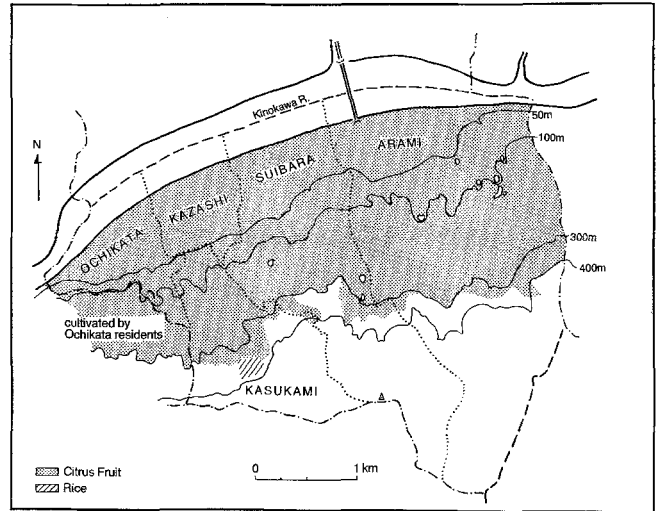 N
Kinokawa R.
50m
100m
ARAMI
SUIBARA
KAZASHI
OCHIKATA
300m
400m
cultivated by
Ochikata residents
KASUKAMI
Citrus Fruit
Rice
0 1 km